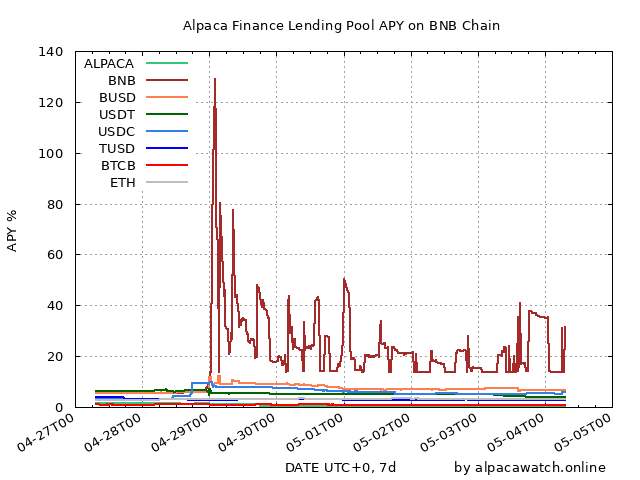 Alpaca Finance Lending Pool APY on BNB Chain
140
120
100
80
60
40
20
0
APY %
ALPACA
BNB
BUSD
USDT
USDC
TUSD
BTCB
ETH
04-27T00
04-28T00
04-29T00
04-30T00
05-01T00
05-02T00
05-03T00
05-04T00
05-05T00
DATE UTC+0, 7d
by alpacawatch.online